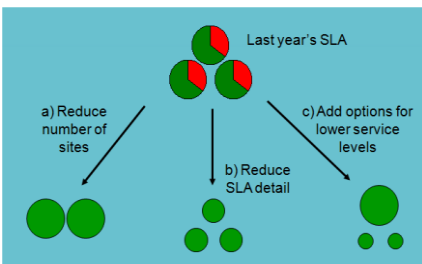 Last year's SLA
a) Reduce
number of
sites
b) Reduce
SLA detail
c) Add options for
lower service
levels